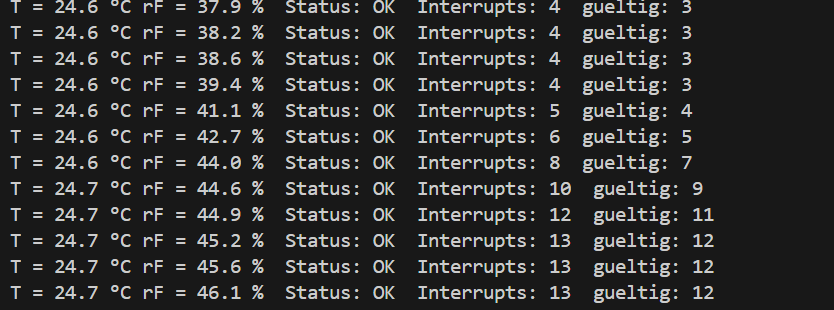 T = 24.6 °C rF = 37.9 %  Status: OK  Interrupts: 4  gueltig: 3
T = 24.6 °C rF = 38.2 %  Status: OK  Interrupts: 4  gueltig: 3
T = 24.6 °C rF = 38.6 %  Status: OK  Interrupts: 4  gueltig: 3
T = 24.6 °C rF = 39.4 %  Status: OK  Interrupts: 4  gueltig: 3
T = 24.6 °C rF = 41.1 %  Status: OK  Interrupts: 5  gueltig: 4
T = 24.6 °C rF = 42.7 %  Status: OK  Interrupts: 6  gueltig: 5
T = 24.6 °C rF = 44.0 %  Status: OK  Interrupts: 8  gueltig: 7
T = 24.7 °C rF = 44.6 %  Status: OK  Interrupts: 10  gueltig: 9
T = 24.7 °C rF = 44.9 %  Status: OK  Interrupts: 12  gueltig: 11
T = 24.7 °C rF = 45.2 %  Status: OK  Interrupts: 13  gueltig: 12
T = 24.7 °C rF = 45.6 %  Status: OK  Interrupts: 13  gueltig: 12
T = 24.7 °C rF = 46.1 %  Status: OK  Interrupts: 13  gueltig: 12